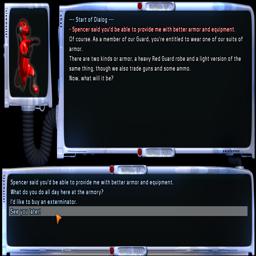 --- Start of Dialog ---
- Spencer said you'd be able to provide me with better armor and equipment.
Of course. As a member of our Guard, you're entitled to wear one of our suits of
armor.
There are two kinds or armor, a heavy Red Guard robe and a light version of the
same thing, though we also trade guns and some ammo.
Now, what will it be?
Spencer said you'd be able to provide me with better armor and equipment.
What do you do all day here at the armory?
I'd like to buy an exterminator.
See you later.